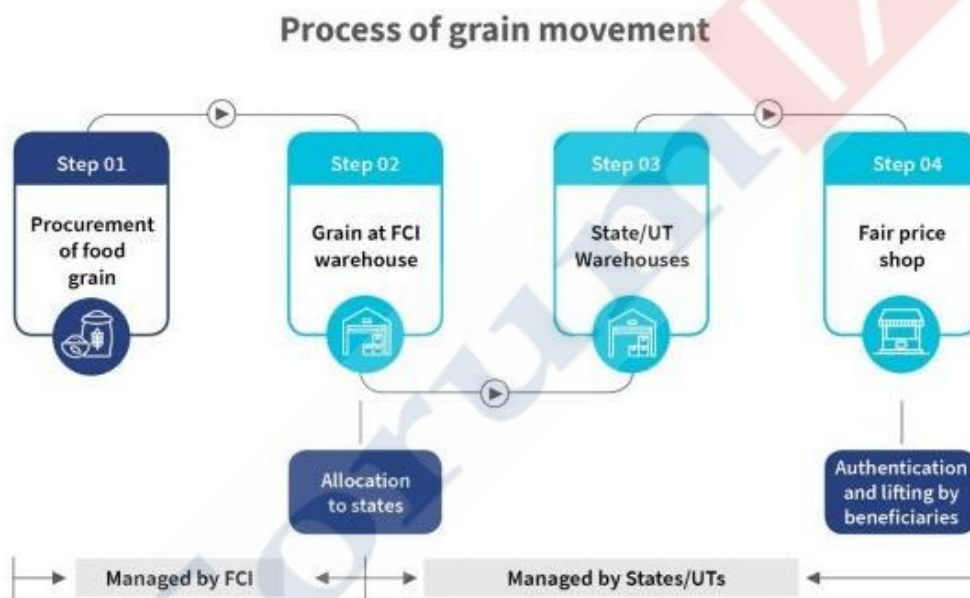 Process of grain movement
Step 01
Procurement
of food
grain
Step 02
Grain at FCI
warehouse
Step 03
State/UT
Warehouses
Step 04
Fair price
shop
Allocation
to states
Authentication
and lifting by
beneficiaries
Managed by FCI
Managed by States/UTs
forum